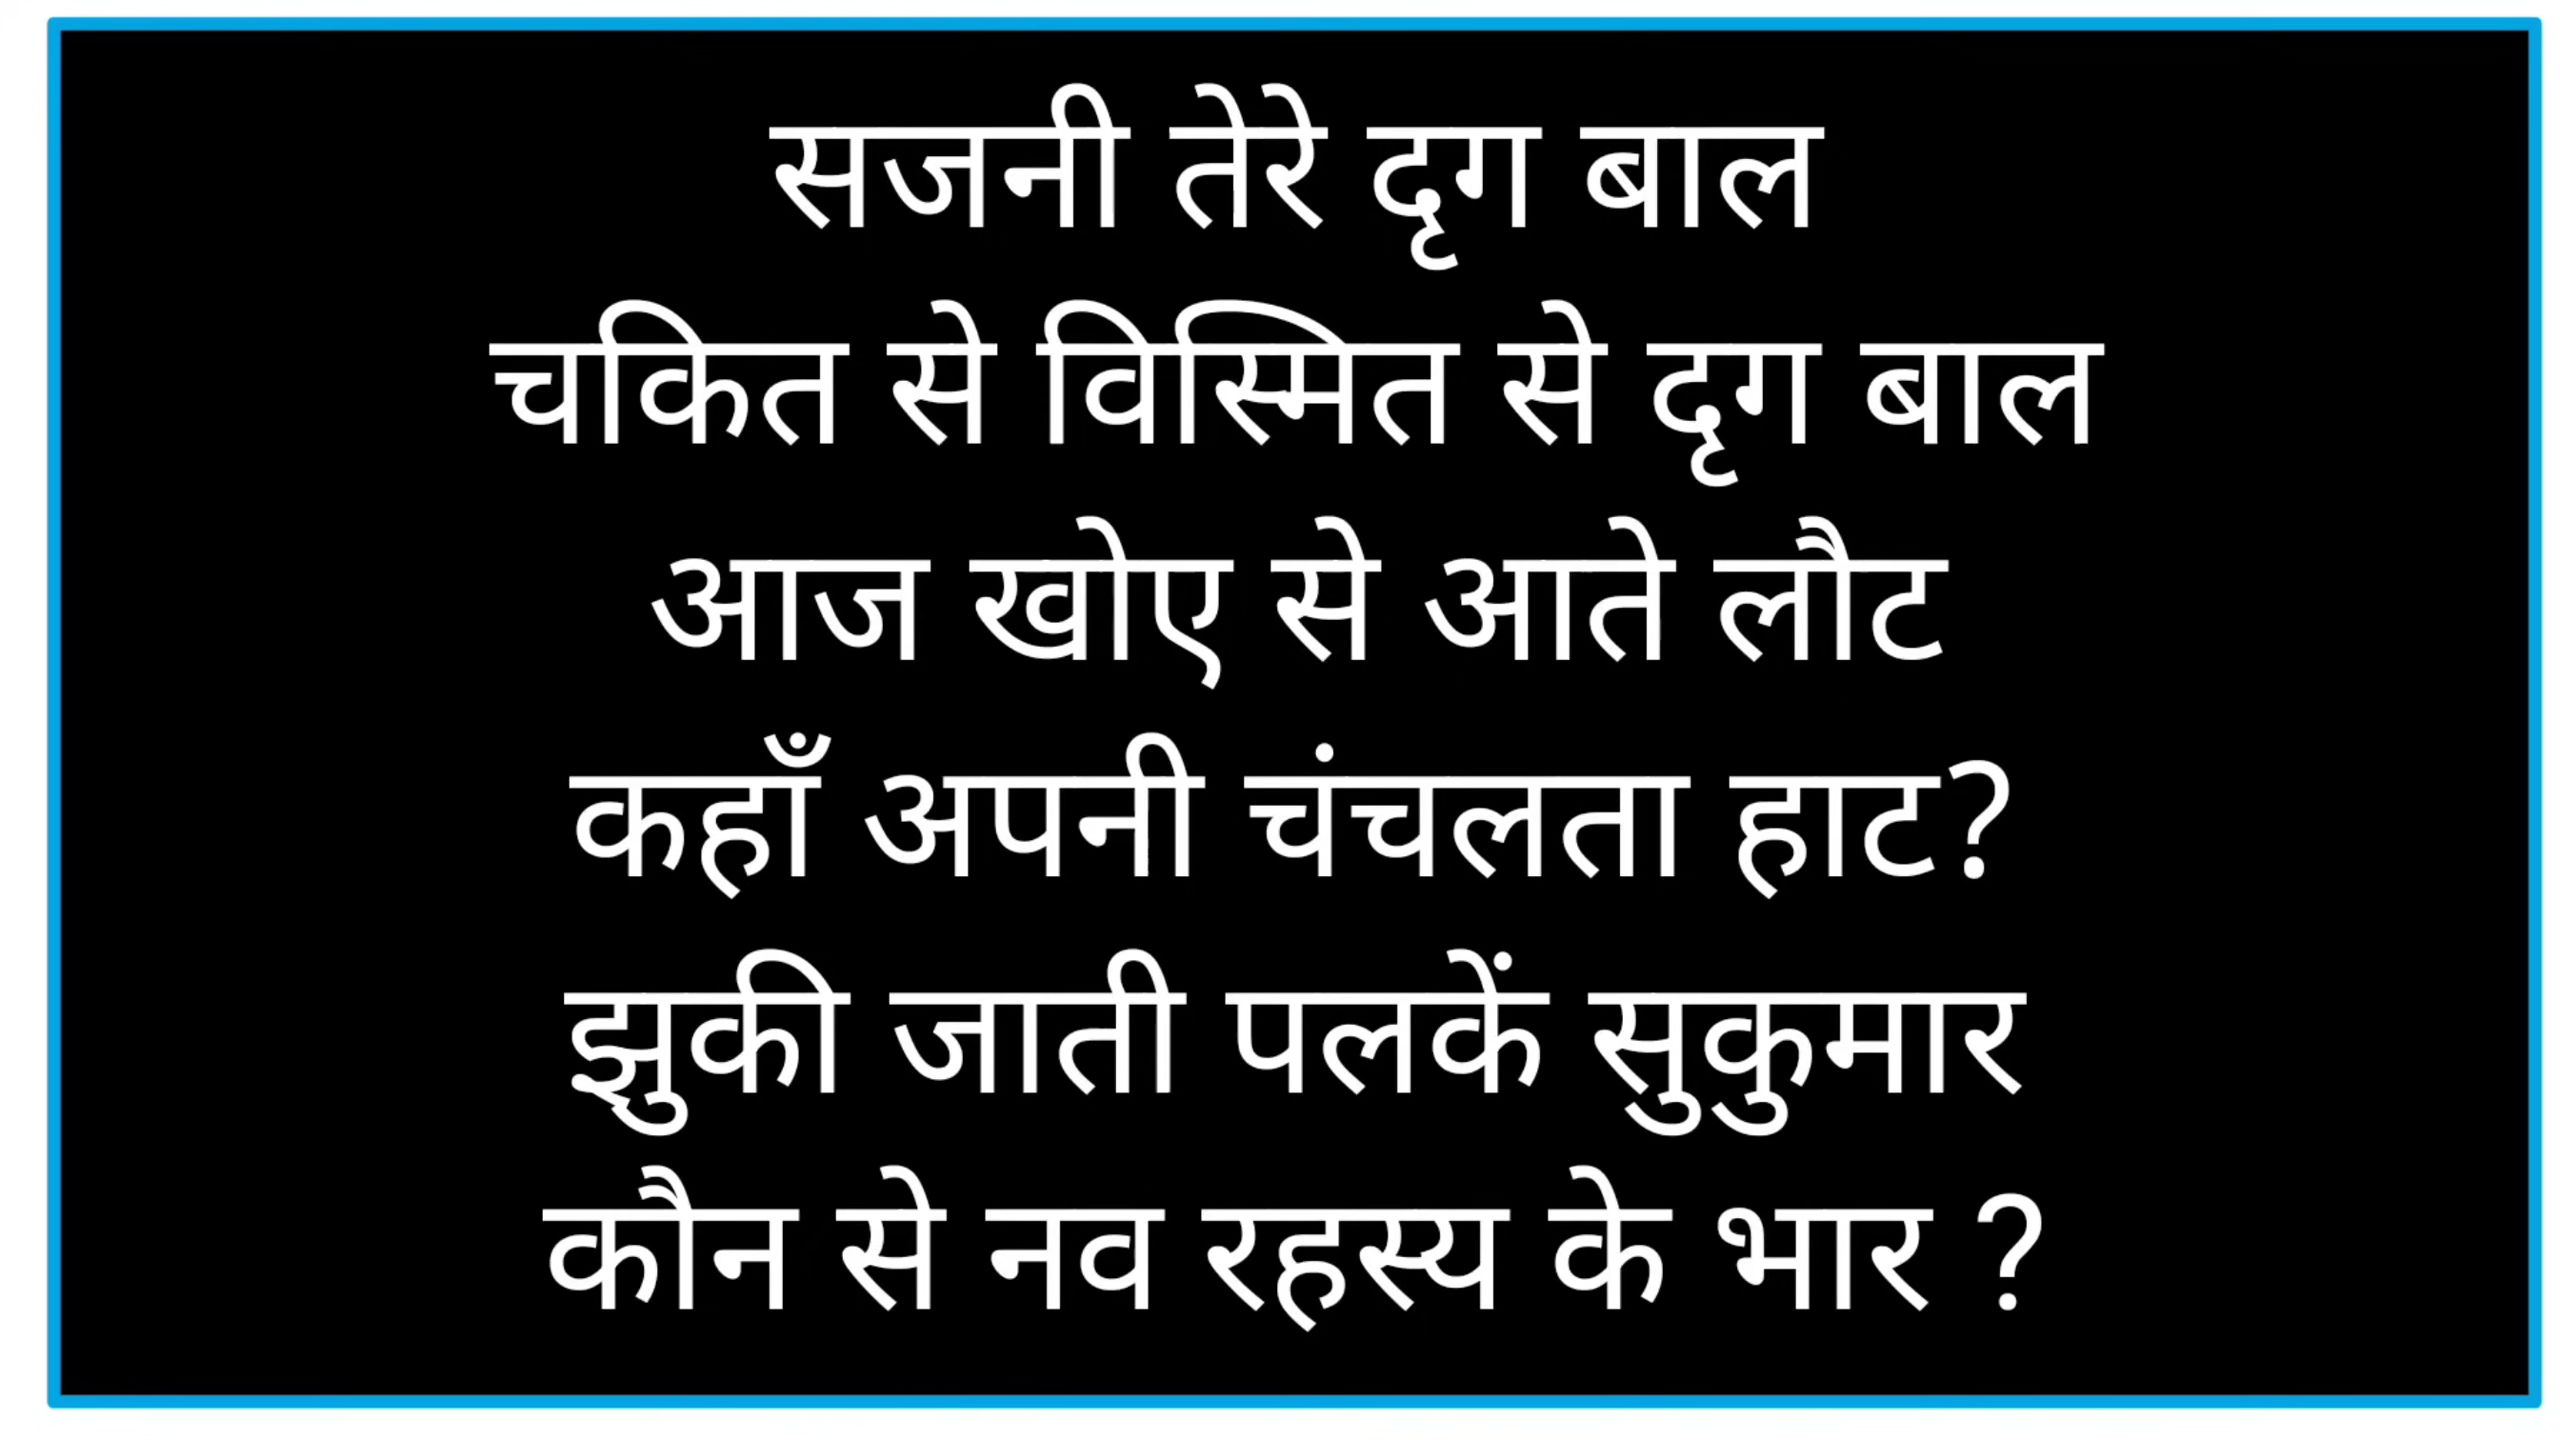 सजनी तेरे दृग बाल
चकित से विस्मित से दृग बाल
आज खोए से आते लौट
कहाँ अपनी चंचलता हाट?
झुकी जाती पलकें सुकुमार
कौन से नव रहस्य के भार ?